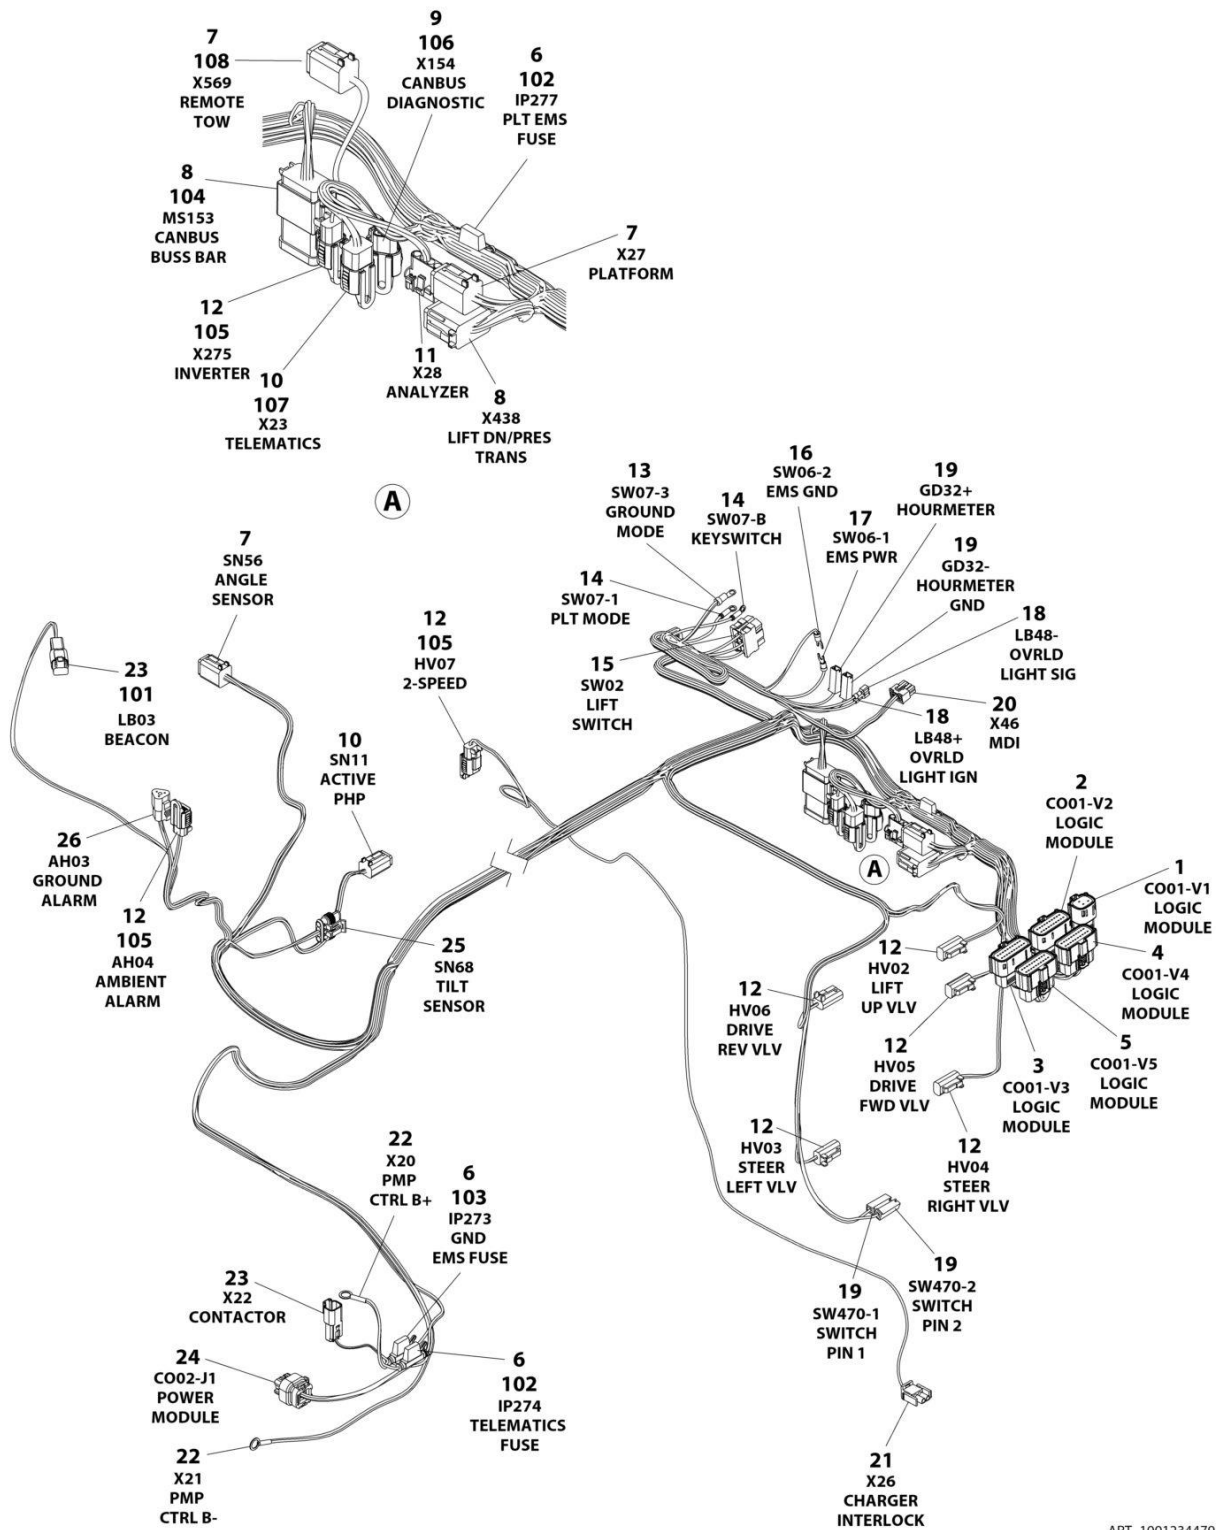 7
108
X569
REMOTE
TOW
9
106
X154
CANBUS
DIAGNOSTIC
6
102
IP277
PLT EMS
FUSE
8
104
MS153
CANBUS
BUSS BAR
7
X27
PLATFORM
12
105
X275
INVERTER
10
107
X23
TELEMATICS
11
X28
ANALYZER
8
X438
LIFT DN/PRES
TRANS
A
13
SW07-3
GROUND
MODE
14
SW07-B
KEYSWITCH
16
SW06-2
EMS GND
17
SW06-1
EMS PWR
19
GD32+
HOURMETER
19
GD32-
HOURMETER
GND
18
LB48-
OVRLD
LIGHT SIG
14
SW07-1
PLT MODE
15
SW02
LIFT
SWITCH
18
LB48+
OVRLD
LIGHT IGN
20
X46
MDI
7
SN56
ANGLE
SENSOR
12
105
HV07
2-SPEED
23
101
LB03
BEACON
10
SN11
ACTIVE
PHP
2
CO01-V2
LOGIC
MODULE
1
CO01-V1
LOGIC
MODULE
A
26
AH03
GROUND
ALARM
12
105
AH04
AMBIENT
ALARM
25
SN68
TILT
SENSOR
12
HV02
LIFT
UP VLV
4
CO01-V4
LOGIC
MODULE
12
HV06
DRIVE
REV VLV
12
HV05
DRIVE
FWD VLV
3
CO01-V3
LOGIC
MODULE
5
CO01-V5
LOGIC
MODULE
12
HV03
STEER
LEFT VLV
12
HV04
STEER
RIGHT VLV
22
X20
PMP
CTRL B+
6
103
IP273
GND
EMS FUSE
23
X22
CONTACTOR
19
SW470-1
SWITCH
PIN 1
19
SW470-2
SWITCH
PIN 2
24
CO02-J1
POWER
MODULE
6
102
IP274
TELEMATICS
FUSE
22
X21
PMP
CTRL B-
21
X26
CHARGER
INTERLOCK